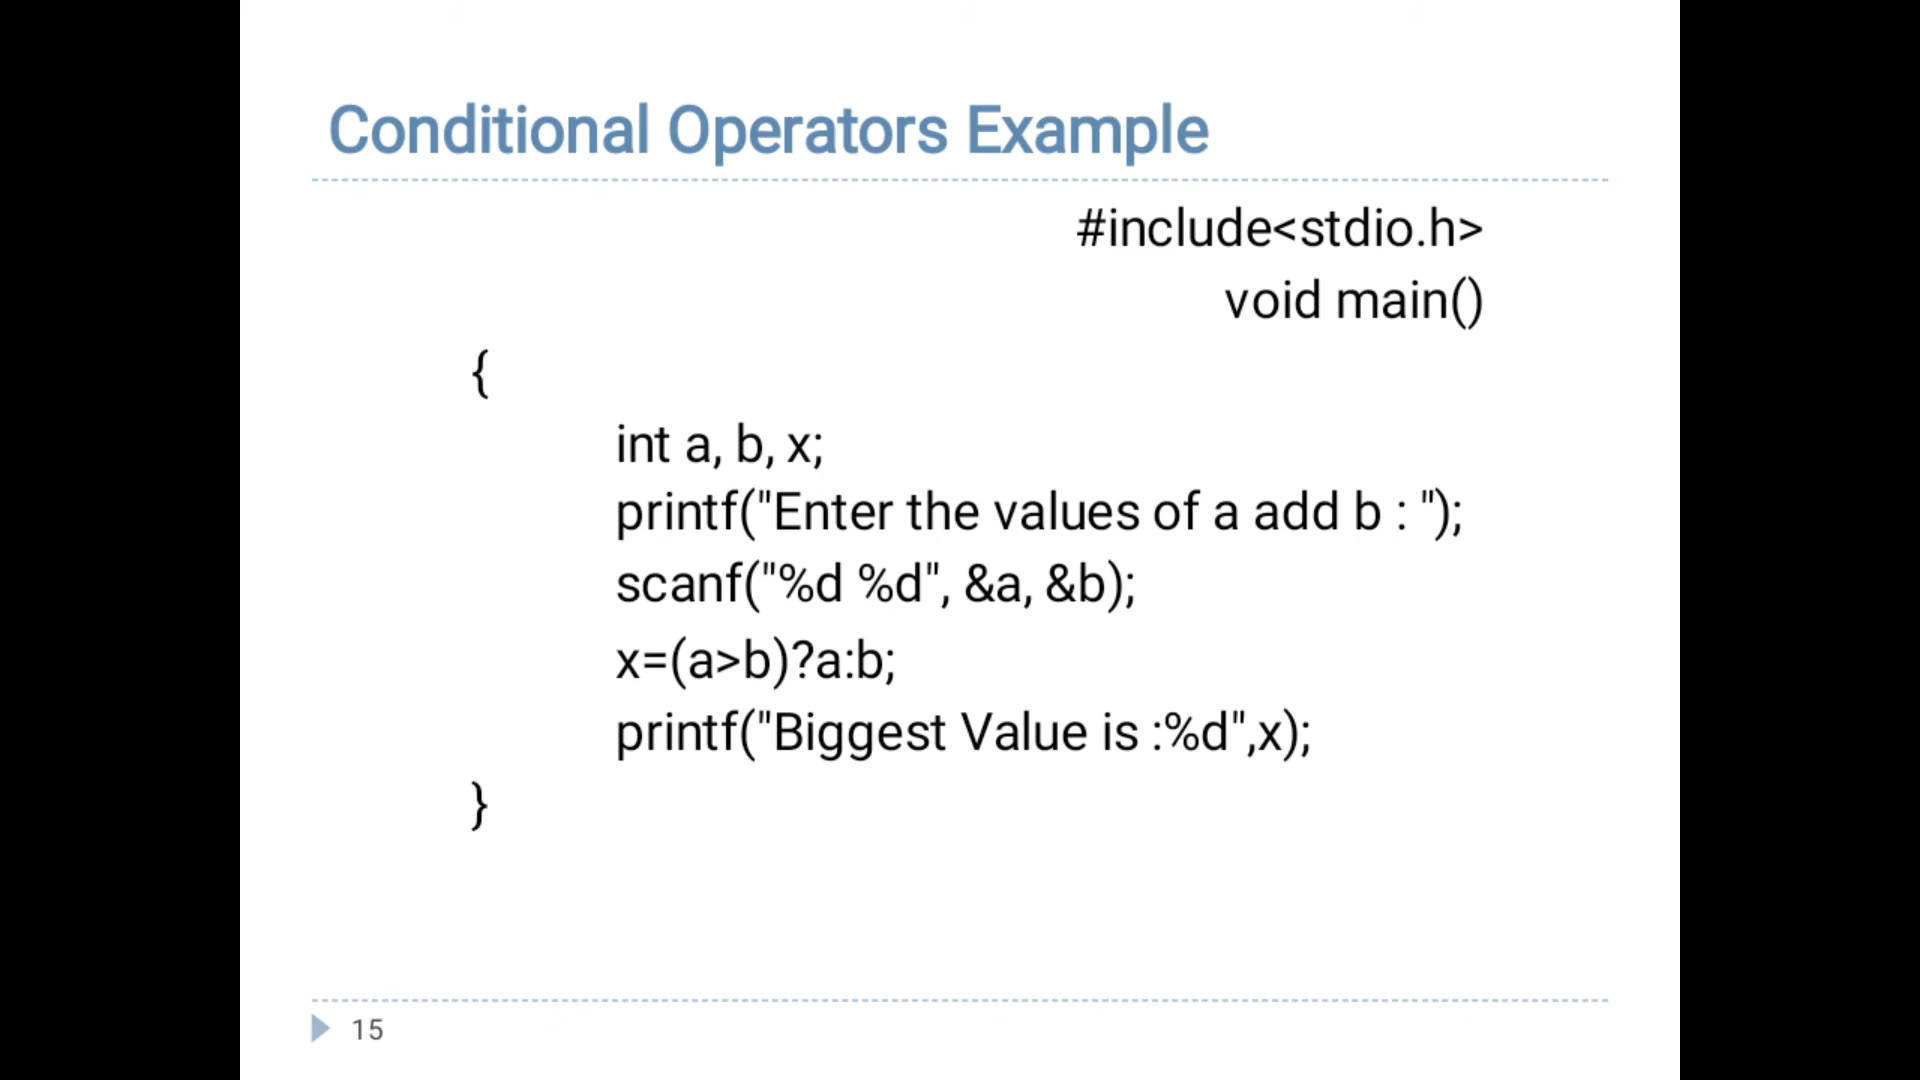 Conditional Operators Example
#include<stdio.h>
void main()
{
int a, b, x;
printf("Enter the values of a add b : ");
scanf("%d %d", &a, &b);
x=(a>b)?a:b;
printf("Biggest Value is :%d",x);
}
15